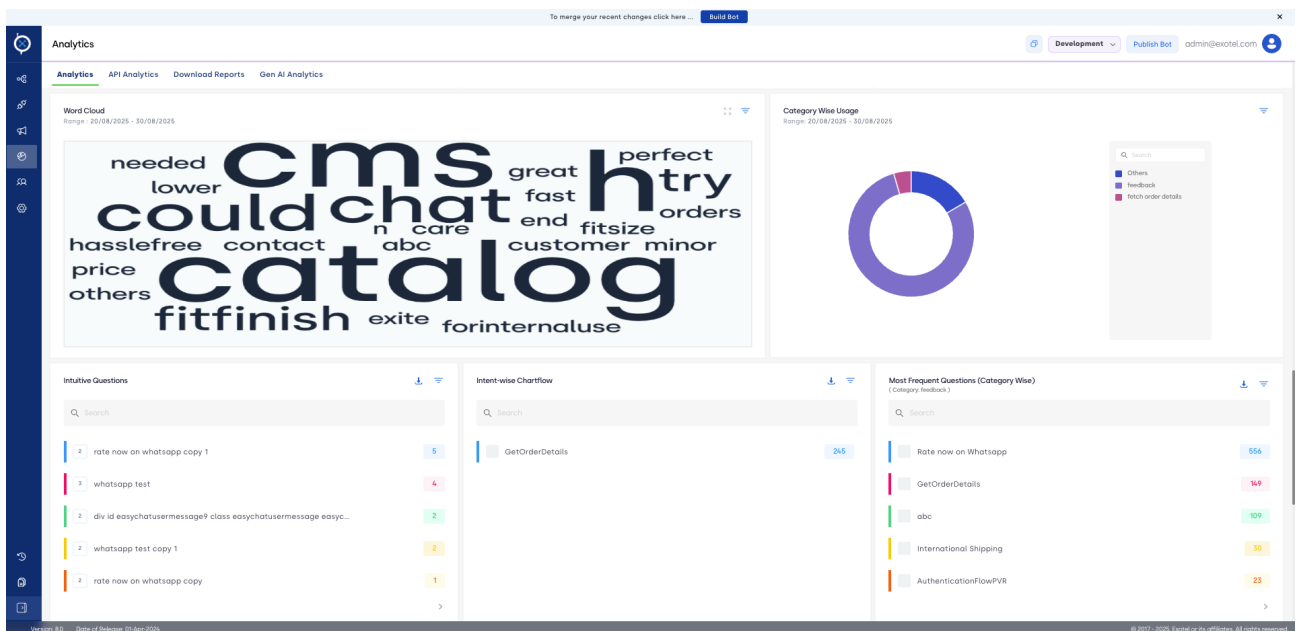 To merge your recent changes click here ... Build Bot
Analytics
Development Publish Bot admin@exotel.com
Analytics API Analytics Download Reports Gen AI Analytics
Word Cloud
Range : 20/08/2025 - 30/08/2025
needed cms great h perfect
lower fast try
could chat end orders
n care fitsize
hasslefree contact abc customer minor
price catalog
others
fitfinish exite forinternaluse
Category Wise Usage
Range: 20/08/2025 - 30/08/2025
Search
Others
feedback
fetch order details
Intuitive Questions
Search
2 rate now on whatsapp copy 1 5
3 whatsapp test 4
2 div id easychatusermessage9 class easychatusermessage easyc... 2
2 whatsapp test copy 1 2
2 rate now on whatsapp copy 1
Intent-wise Chartflow
Search
GetOrderDetails 245
Most Frequent Questions (Category Wise)
( Category: feedback )
Search
Rate now on Whatsapp 556
GetOrderDetails 149
abc 109
International Shipping 30
AuthenticationFlowPVR 23
Version: 8.0 Date of Release: 01-Apr-2024
© 2017 - 2025 Exotel or its affiliates. All rights reserved